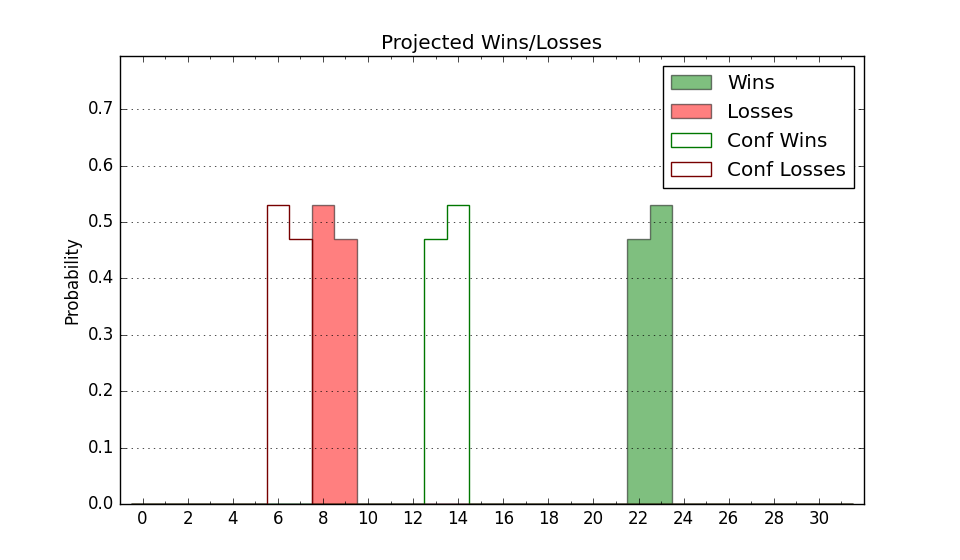 Projected Wins/Losses
Wins
Losses
Conf Wins
Conf Losses
Probability
0.7
0.6
0.5
0.4
0.3
0.2
0.1
0.0
0 2 4 6 8 10 12 14 16 18 20 22 24 26 28 30